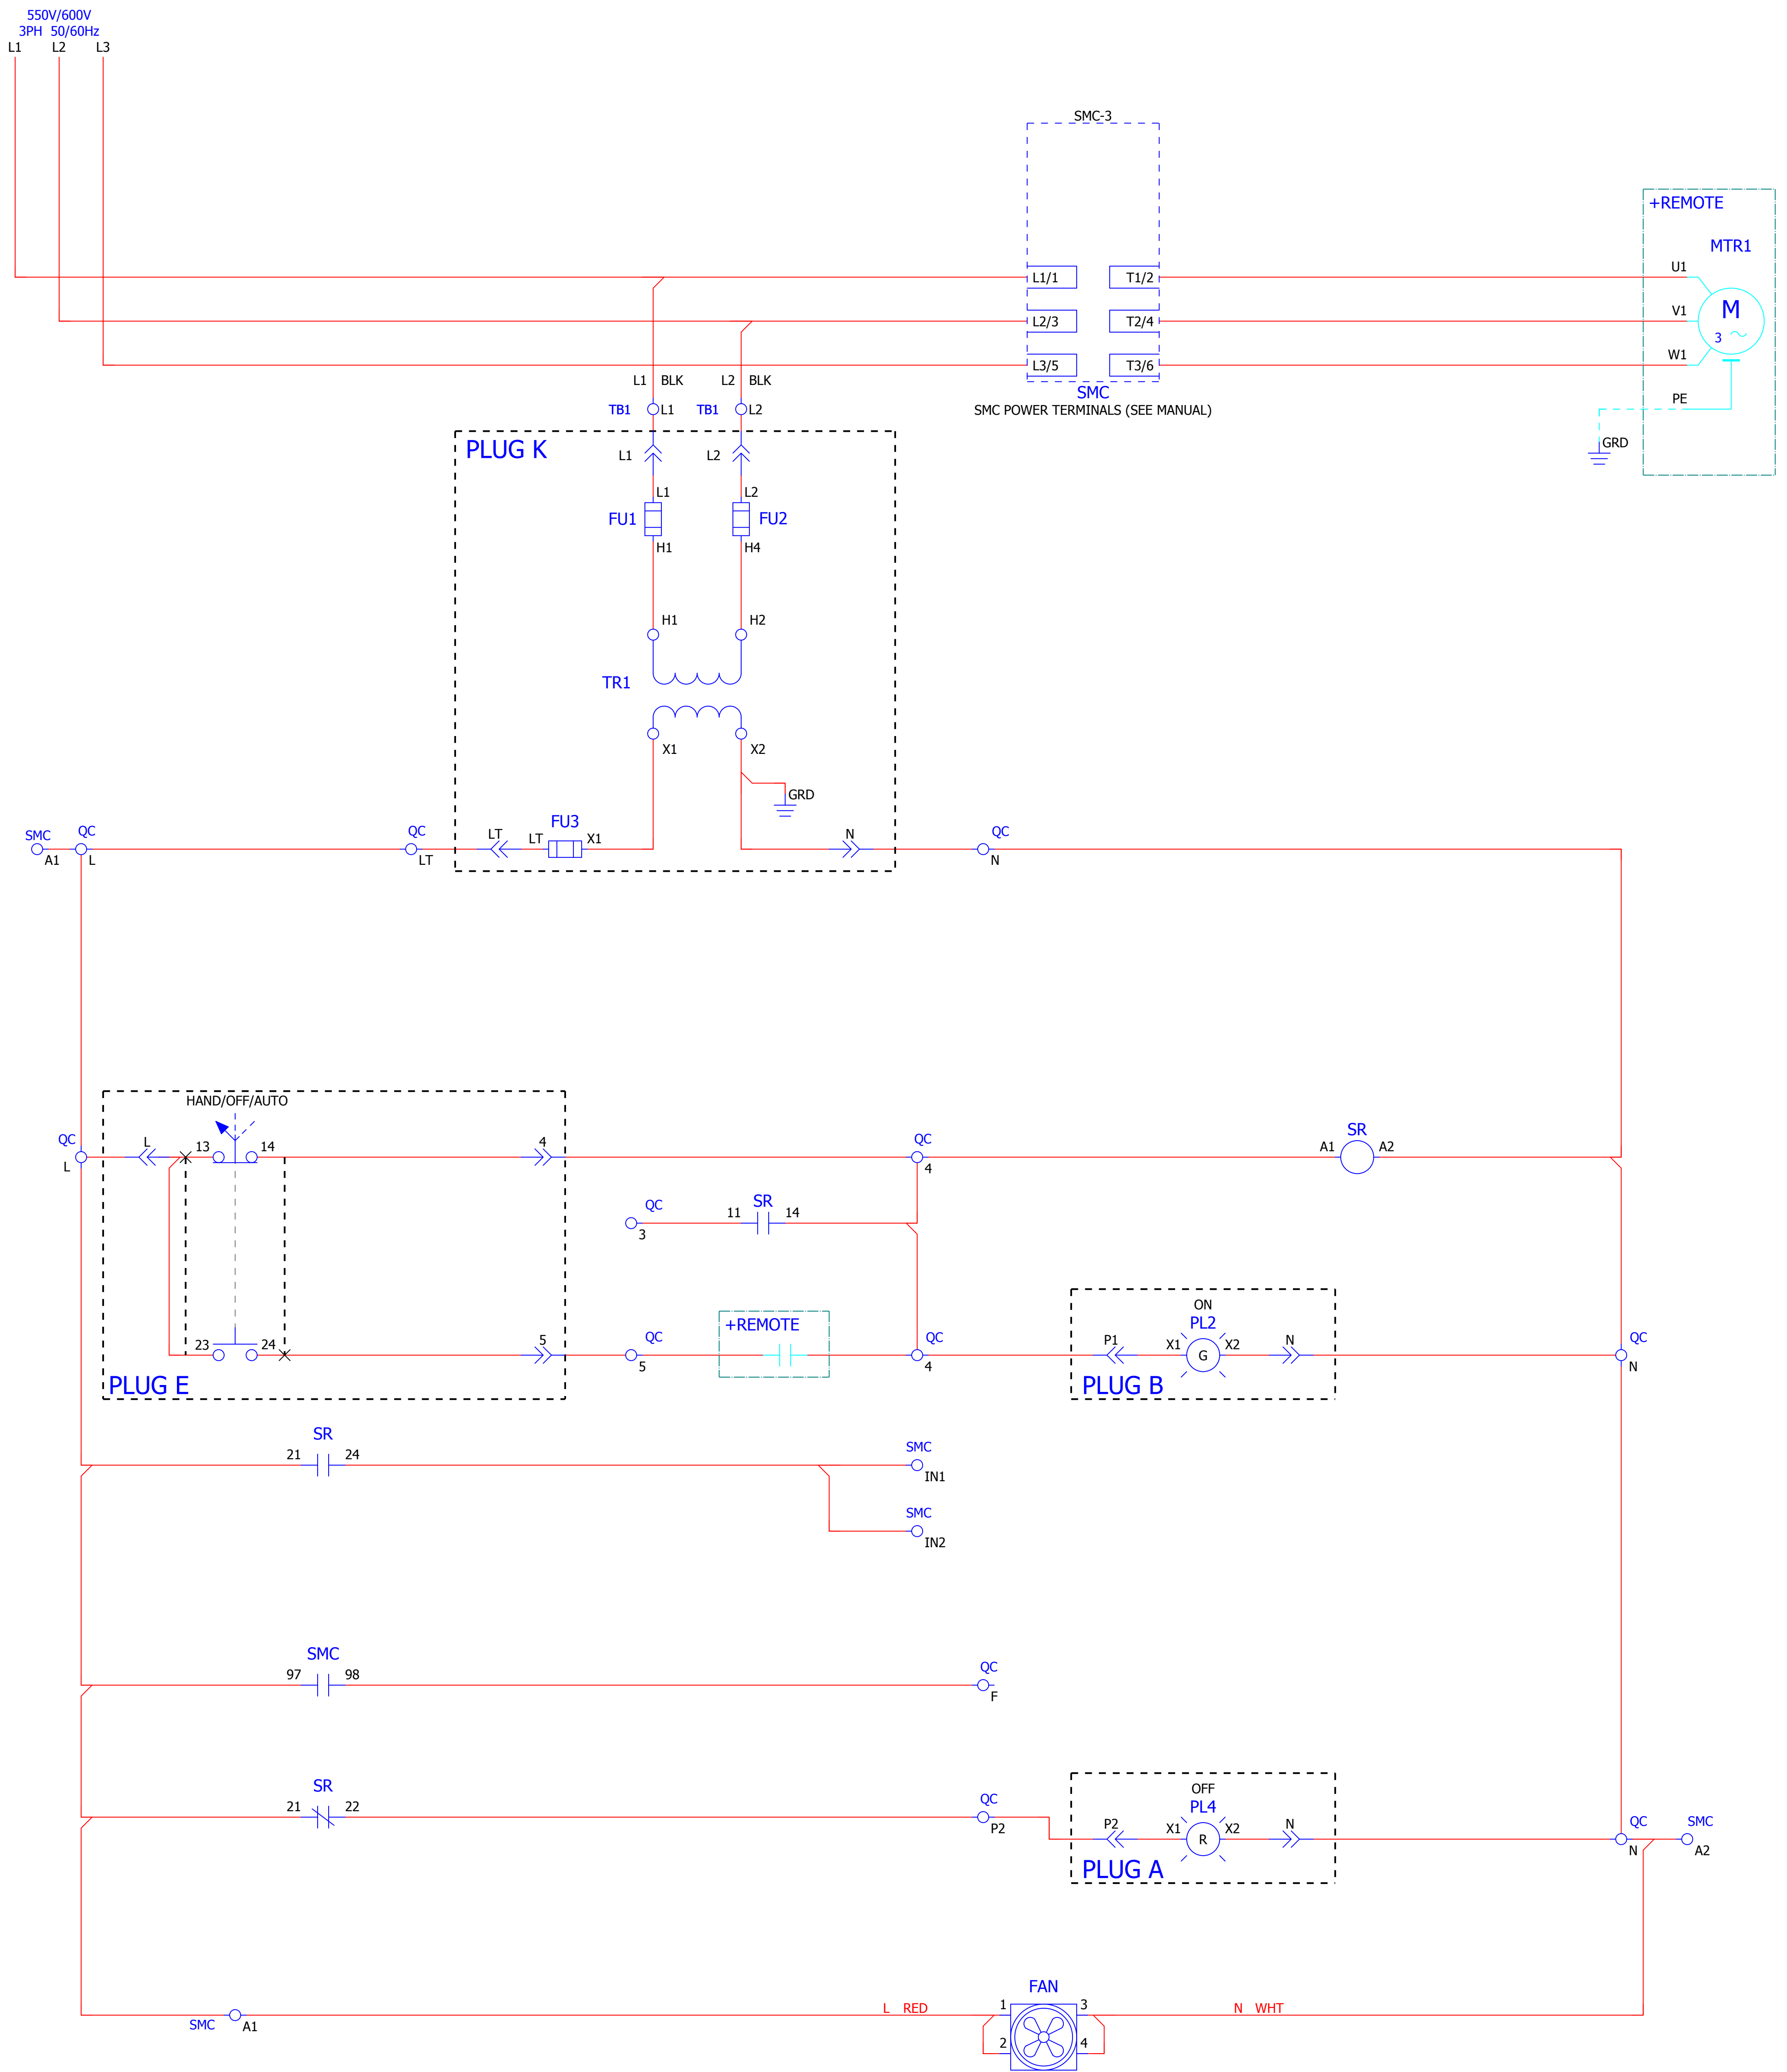 550V/600V
3PH 50/60Hz
L1 L2 L3
SMC-3
+REMOTE
MTR1
L1/1 T1/2 U1
L2/3 T2/4 V1
M
3
L3/5 T3/6 W1
L1 BLK L2 BLK
SMC
PE
TB1 L1 TB1 L2
SMC POWER TERMINALS (SEE MANUAL)
GRD
PLUG K
L1 L2
L1 L2
FU1 FU2
H1 H4
H1 H2
TR1
X1 X2
GRD
FU3
SMC QC QC LT LT X1 N QC
A1 L LT N
HAND/OFF/AUTO
QC L 13 14 4 QC SR
A1 A2
L 4
QC SR
11 14
3
ON
+REMOTE
PL2
23 24 5 QC QC P1 X1 X2 N QC
G
5 4 N
PLUG E PLUG B
SR
21 24 SMC
IN1
SMC
IN2
SMC
97 98 QC
F
SR OFF
21 22 QC PL4
P2 P2 X1 X2 N QC SMC
R
N A2
PLUG A
FAN
L RED 1 3 N WHT
SMC A1
2 4